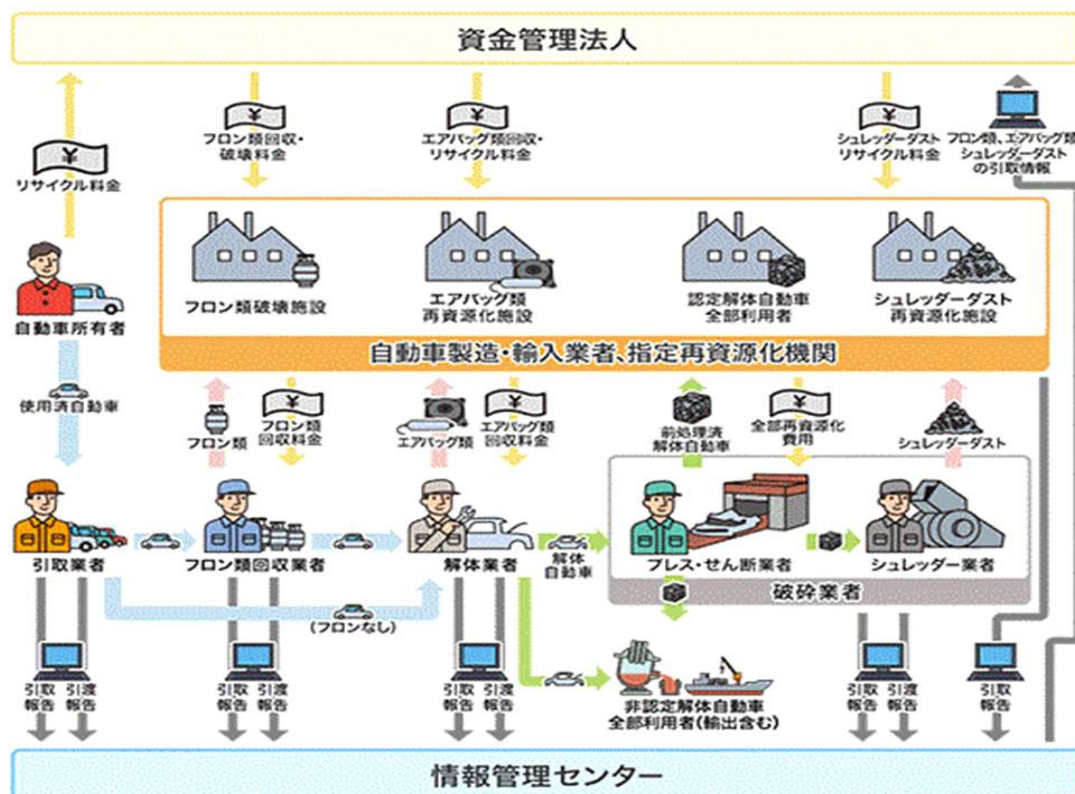 資金管理法人
リサイクル料金
フロン類回収・
破壊料金
エアバッグ類回収・
リサイクル料金
シュレッダーダスト
リサイクル料金
フロン類、エアバッグ類
シュレッダーダスト
の引取情報
自動車所有者
フロン類破壊施設
エアバッグ類
再資源化施設
認定解体自動車
全部利用者
シュレッダーダスト
再資源化施設
自動車製造・輸入業者、指定再資源化機関
使用済自動車
フロン類
フロン類
回収料金
エアバッグ類
エアバッグ類
回収料金
前処理済
解体自動車
全部再資源化
費用
シュレッダーダスト
引取業者
フロン類回収業者
解体業者
解体
自動車
プレス・せん断業者
シュレッダー業者
破砕業者
(フロンなし)
引取
報告
引渡
報告
引取
報告
引渡
報告
引取
報告
引渡
報告
非認定解体自動車
全部利用者(輸出含む)
引取
報告
引渡
報告
引取
報告
情報管理センター